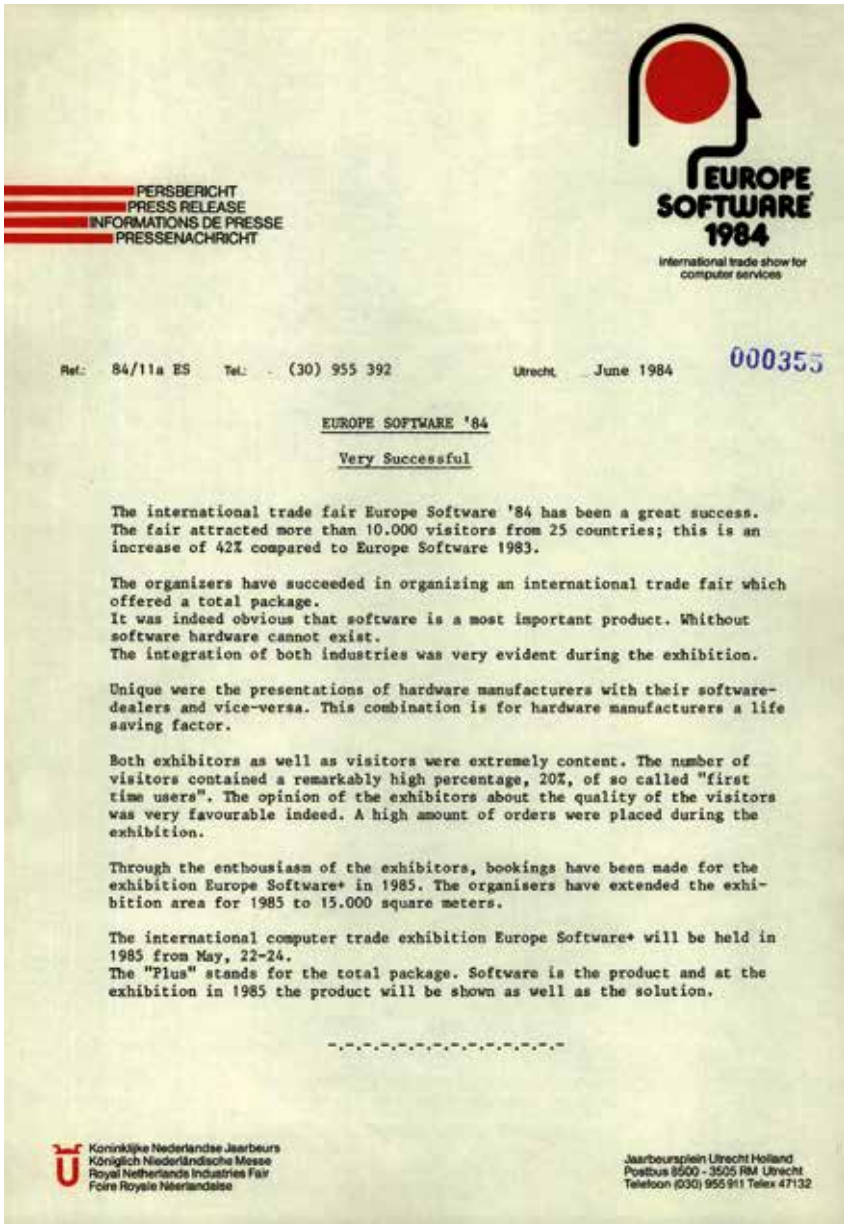 EUROPE
SOFTWARE
1984
international trade show for
computer services
PERSBERICHT
PRESS RELEASE
INFORMATIONS DE PRESSE
PRESSENACHRICHT
Ref.: 84/11a ES Tel.: (30) 955 392 Utrecht, June 1984 000355
EUROPE SOFTWARE '84
Very Successful
The international trade fair Europe Software '84 has been a great success.
The fair attracted more than 10.000 visitors from 25 countries; this is an
increase of 42% compared to Europe Software 1983.
The organizers have succeeded in organizing an international trade fair which
offered a total package.
It was indeed obvious that software is a most important product. Whithout
software hardware cannot exist.
The integration of both industries was very evident during the exhibition.
Unique were the presentations of hardware manufacturers with their software-
dealers and vice-versa. This combination is for hardware manufacturers a life
saving factor.
Both exhibitors as well as visitors were extremely content. The number of
visitors contained a remarkably high percentage, 20%, of so called "first
time users". The opinion of the exhibitors about the quality of the visitors
was very favourable indeed. A high amount of orders were placed during the
exhibition.
Through the enthousiasm of the exhibitors, bookings have been made for the
exhibition Europe Software+ in 1985. The organisers have extended the exhi-
bition area for 1985 to 15.000 square meters.
The international computer trade exhibition Europe Software+ will be held in
1985 from May, 22-24.
The "Plus" stands for the total package. Software is the product and at the
exhibition in 1985 the product will be shown as well as the solution.
-.-.-.-.-.-.-.-.-.-.-.-.-.-
Koninklijke Nederlandse Jaarbeurs
Königlich Niederländische Messe
Royal Netherlands Industries Fair
Foire Royale Néerlandaise
Jaarbeursplein Utrecht Holland
Postbus 8500 - 3505 RM Utrecht
Telefoon (030) 955 911 Telex 47132